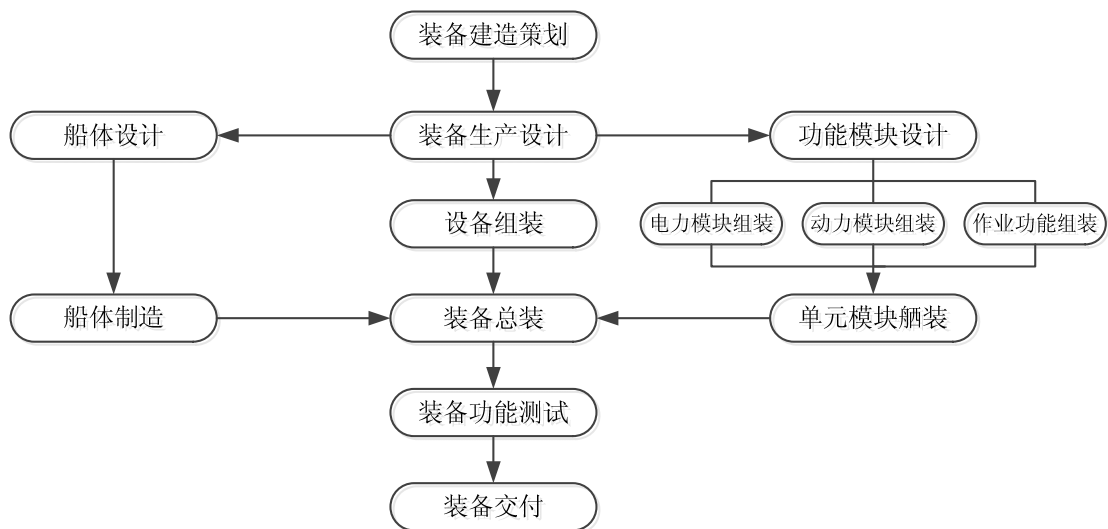 装备建造策划
船体设计
装备生产设计
功能模块设计
设备组装
电力模块组装
动力模块组装
作业功能组装
船体制造
装备总装
单元模块舾装
装备功能测试
装备交付